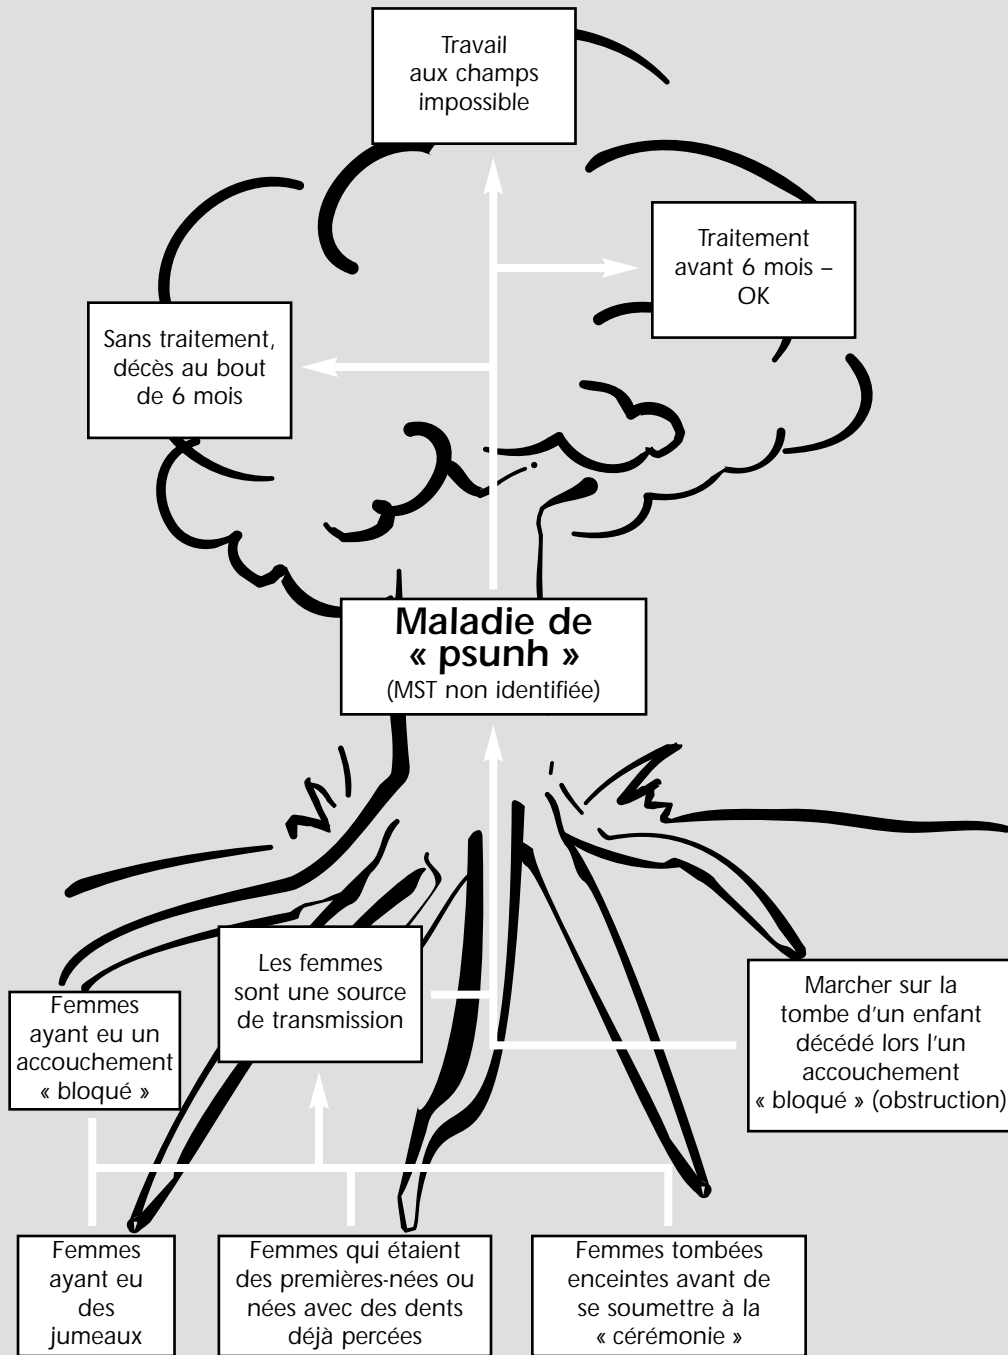 Travail
aux champs
impossible
Traitement
avant 6 mois –
OK
Sans traitement,
décès au bout
de 6 mois
Maladie de
« psunh »
(MST non identifiée)
Les femmes
sont une source
de transmission
Femmes
ayant eu un
accouchement
« bloqué »
Marcher sur la
tombe d'un enfant
décédé lors l'un
accouchement
« bloqué » (obstruction)
Femmes
ayant eu
des
jumeaux
Femmes qui étaient
des premières-nées ou
nées avec des dents
déjà percées
Femmes tombées
enceintes avant de
se soumettre à la
« cérémonie »